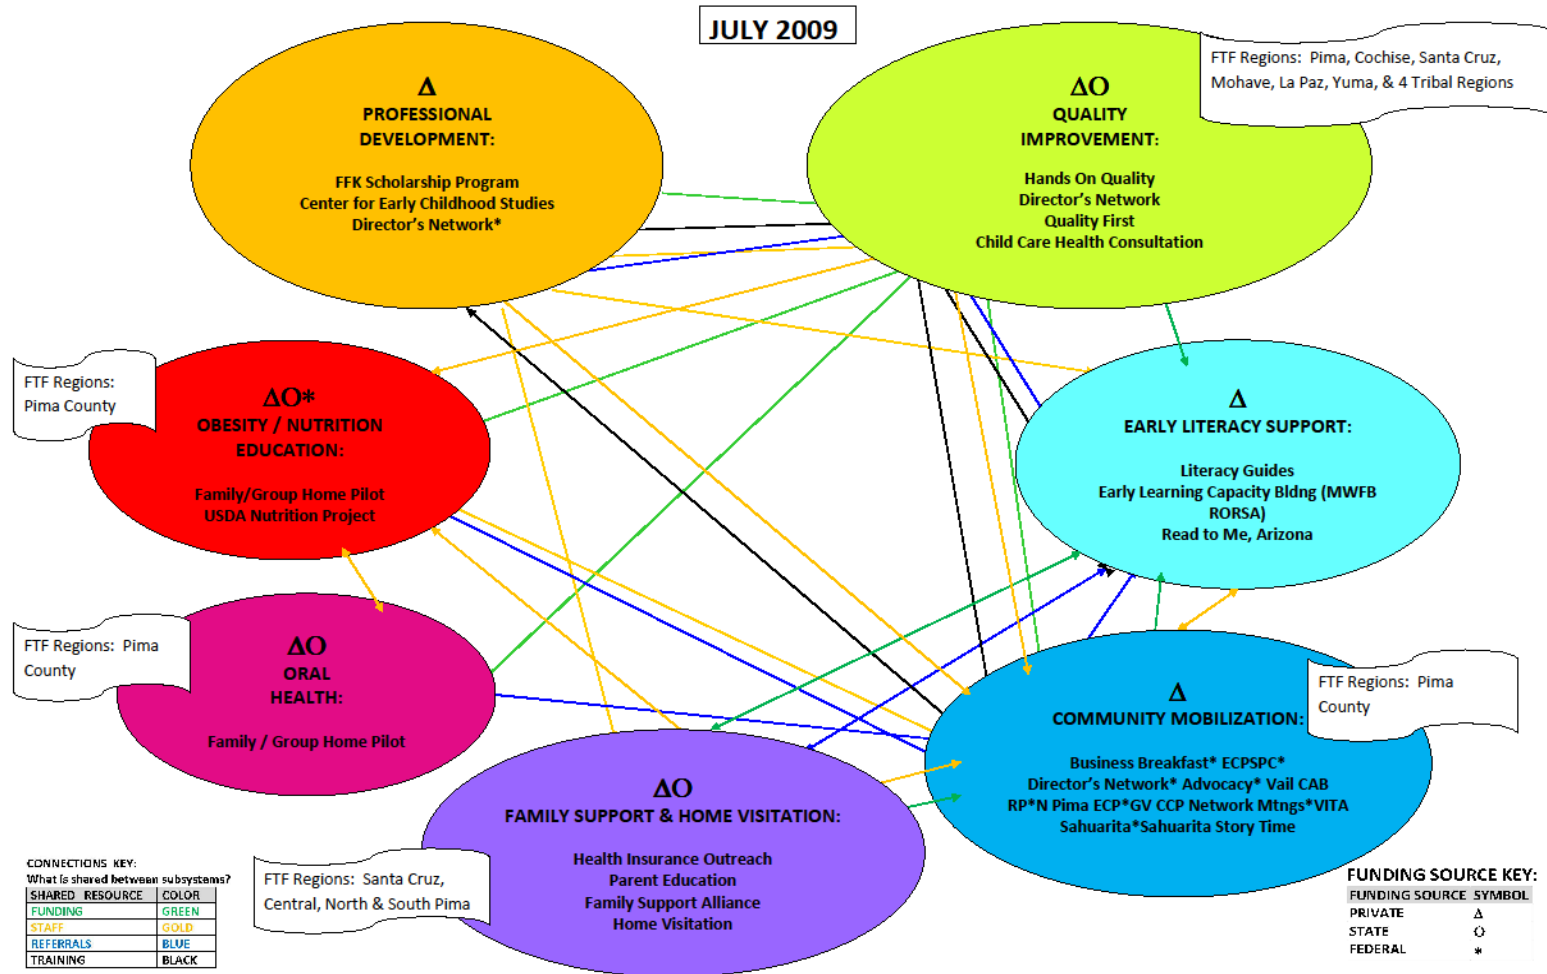 JULY 2009
Δ
PROFESSIONAL
DEVELOPMENT:
FFK Scholarship Program
Center for Early Childhood Studies
Director's Network*
ΔO
QUALITY
IMPROVEMENT:
Hands On Quality
Director's Network
Quality First
Child Care Health Consultation
FTF Regions: Pima, Cochise, Santa Cruz,
Mohave, La Paz, Yuma, & 4 Tribal Regions
FTF Regions:
Pima County
ΔO*
OBESITY / NUTRITION
EDUCATION:
Family/Group Home Pilot
USDA Nutrition Project
Δ
EARLY LITERACY SUPPORT:
Literacy Guides
Early Learning Capacity Bldng (MWFB
RORSA)
Read to Me, Arizona
FTF Regions: Pima
County
ΔO
ORAL
HEALTH:
Family / Group Home Pilot
Δ
COMMUNITY MOBILIZATION:
Business Breakfast* ECPSPC*
Director's Network* Advocacy* Vail CAB
RP*N Pima ECP*GV CCP Network Mtngs*VITA
Sahuarita*Sahuarita Story Time
FTF Regions: Pima
County
ΔO
FAMILY SUPPORT & HOME VISITATION:
Health Insurance Outreach
Parent Education
Family Support Alliance
Home Visitation
FTF Regions: Santa Cruz,
Central, North & South Pima
CONNECTIONS KEY:
What is shared between subsystems?
SHARED RESOURCE COLOR
FUNDING GREEN
STAFF GOLD
REFERRALS BLUE
TRAINING BLACK
FUNDING SOURCE KEY:
FUNDING SOURCE SYMBOL
PRIVATE Δ
STATE O
FEDERAL *